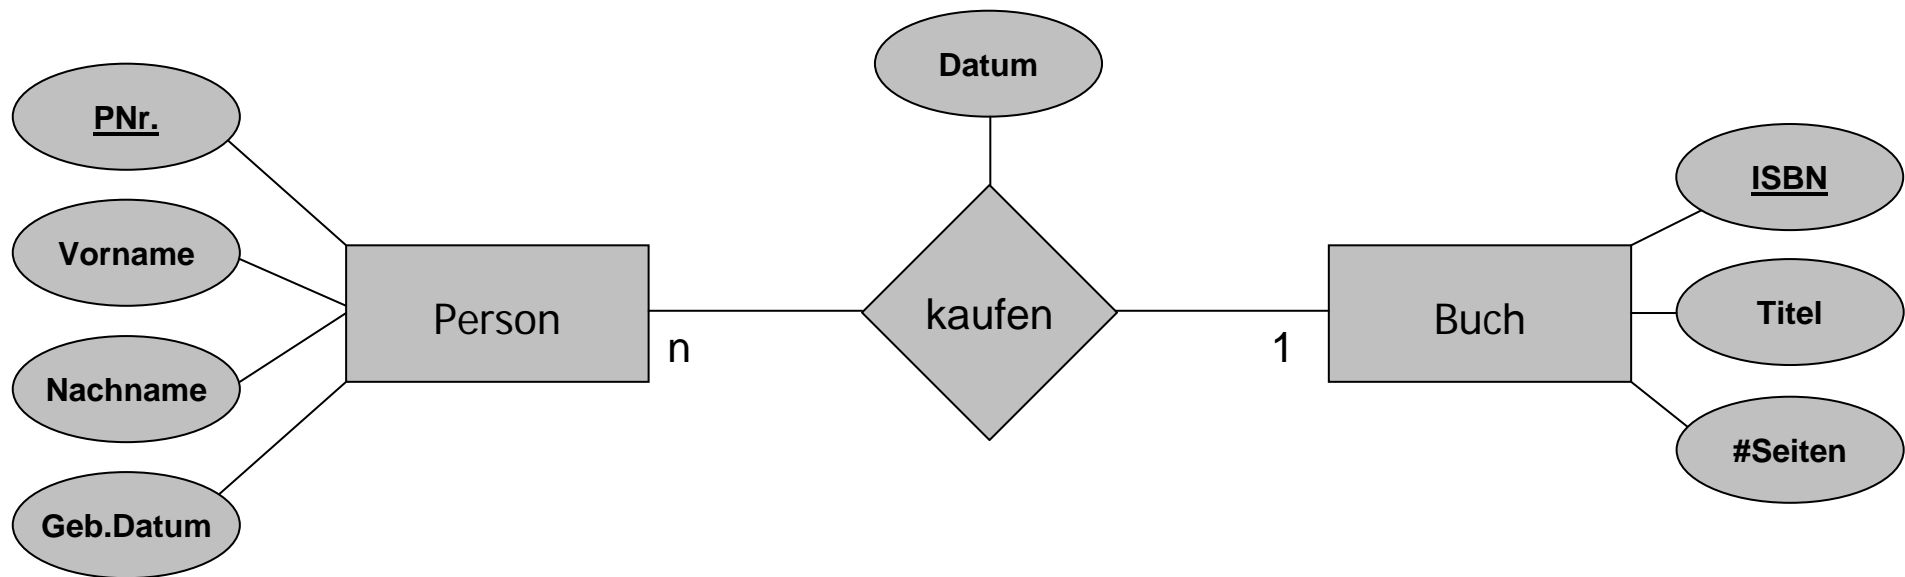 Datum
PNr.
ISBN
Vorname
Titel
Person
kaufen
Buch
n
1
Nachname
#Seiten
Geb.Datum